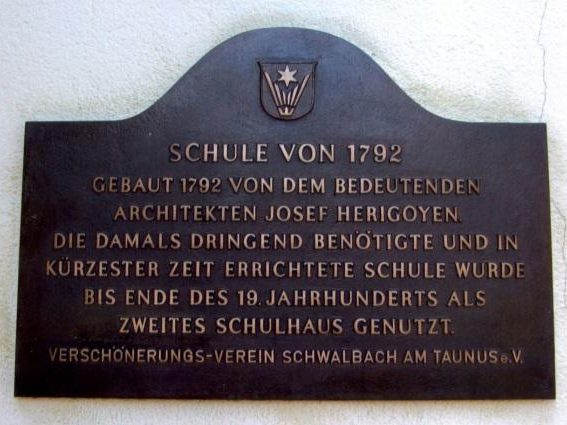 SCHULE VON 1792
GEBAUT 1792 VON DEM BEDEUTENDEN
ARCHITEKTEN JOSEF HERIGOYEN.
DIE DAMALS DRINGEND BENÖTIGTE UND IN
KÜRZESTER ZEIT ERRICHTETE SCHULE WURDE
BIS ENDE DES 19. JAHRHUNDERTS ALS
ZWEITES SCHULHAUS GENUTZT.
VERSCHÖNERUNGS-VEREIN SCHWALBACH AM TAUNUS e.V.